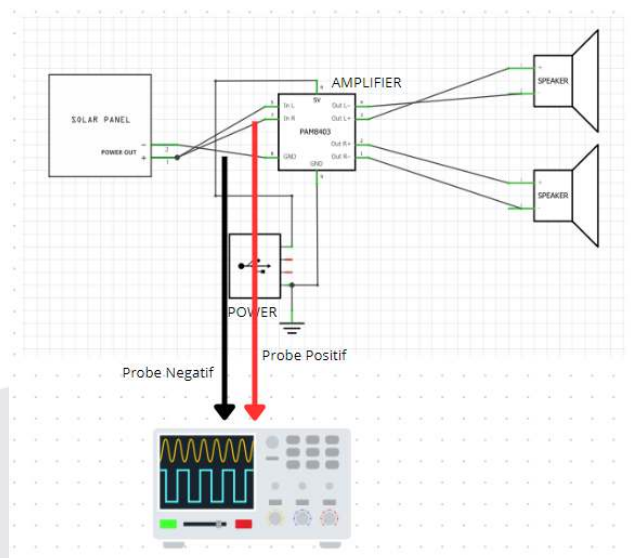 AMPLIFIER
SOLAR PANEL
POWER OUT
-
+
2
1
In L
In R
GND
5V
PAM8403
GND
Out L-
Out L+
Out R+
Out R-
SPEAKER
SPEAKER
POWER
Probe Positif
Probe Negatif